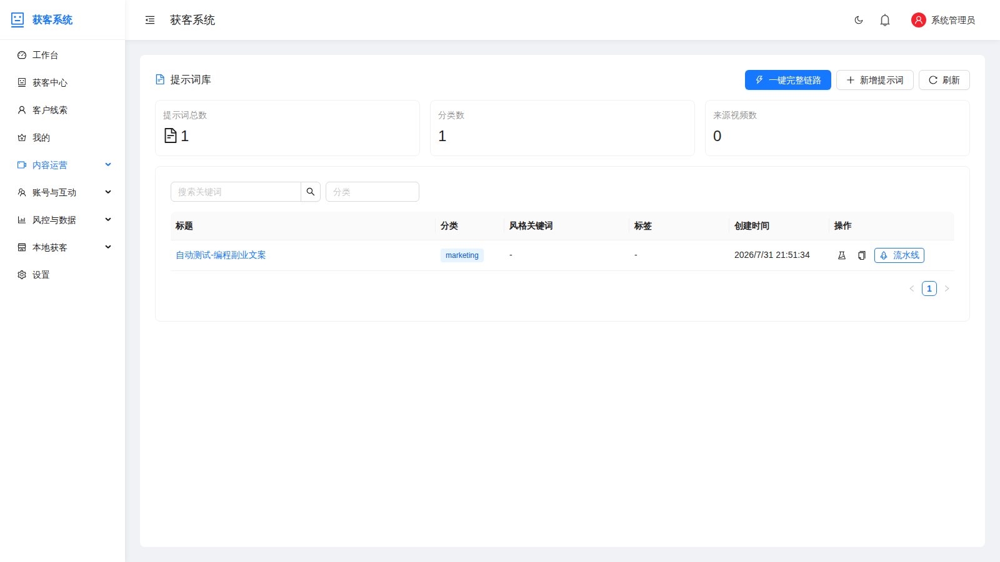 获客系统
获客系统
系统管理员
工作台
获客中心
客户线索
我的
内容运营
账号与互动
风控与数据
本地获客
设置
提示词库
一键完整链路
新增提示词
刷新
提示词总数
1
分类数
1
来源视频数
0
搜索关键词
分类
标题 分类 风格关键词 标签 创建时间 操作
自动测试-编程副业文案 marketing - - 2026/7/31 21:51:34 流水线
1